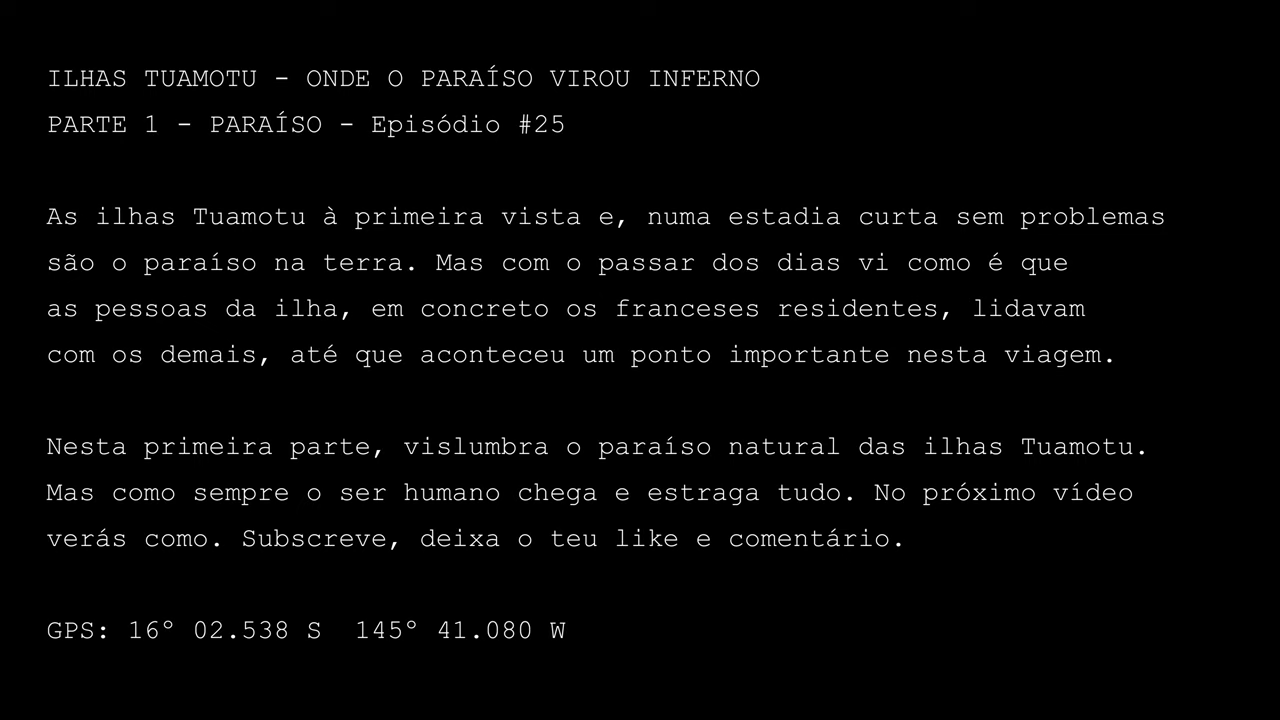 ILHAS TUAMOTU - ONDE O PARAÍSO VIROU INFERNO
PARTE 1 - PARAÍSO - Episódio #25
As ilhas Tuamotu à primeira vista e, numa estadia curta sem problemas
são o paraíso na terra. Mas com o passar dos dias vi como é que
as pessoas da ilha, em concreto os franceses residentes, lidavam
com os demais, até que aconteceu um ponto importante nesta viagem.
Nesta primeira parte, vislumbra o paraíso natural das ilhas Tuamotu.
Mas como sempre o ser humano chega e estraga tudo. No próximo vídeo
verás como. Subscreve, deixa o teu like e comentário.
GPS: 16º 02.538 S  145º 41.080 W